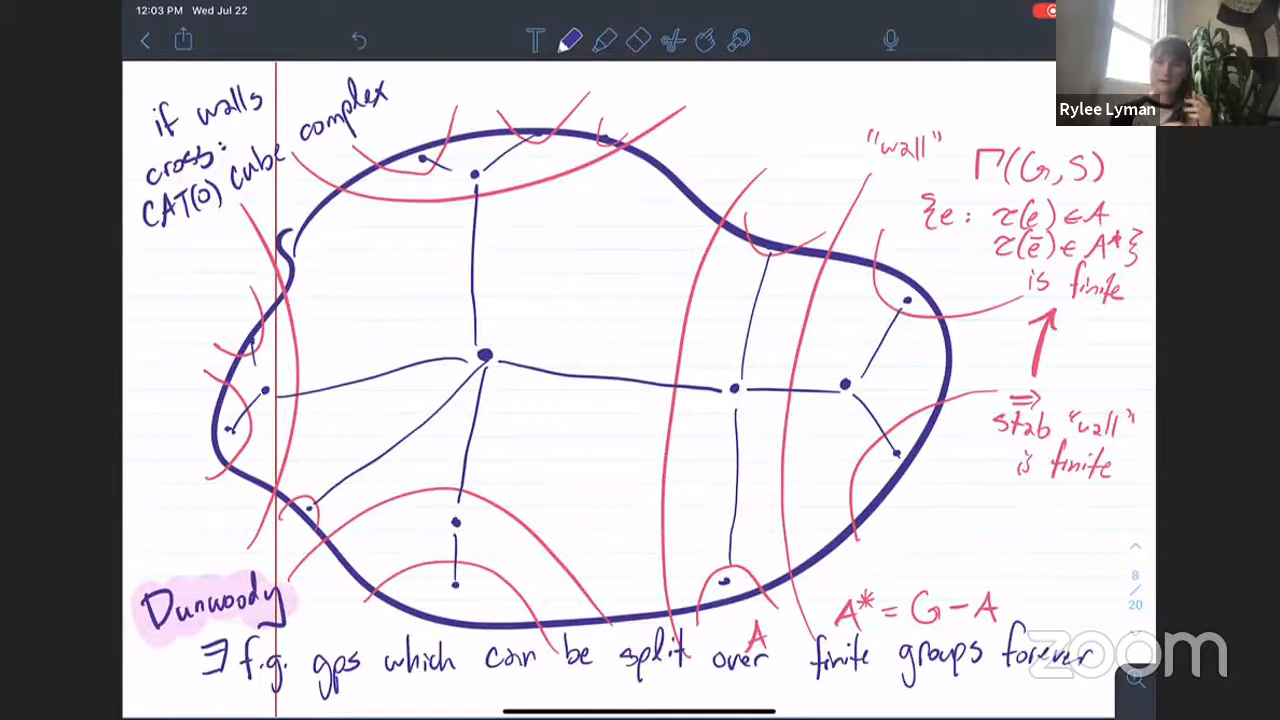 12:03 PM Wed Jul 22
Rylee Lyman
if walls
cross:
CAT(0) cube complex
"wall"
Γ(G,S)
{e: τ(e) ∈ A
τ(ē) ∈ A*}
is finite
⇒
stab "wall"
is finite
8
/
20
Dunwoody
A* = G - A
A
∃ f.g. gps which can be split over finite groups forever
zoom